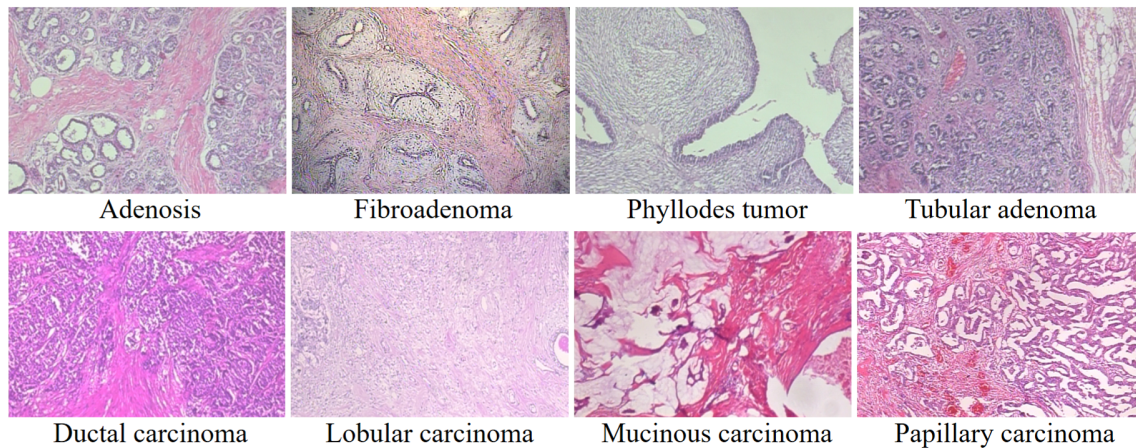 Adenosis
Fibroadenoma
Phyllodes tumor
Tubular adenoma
Ductal carcinoma
Lobular carcinoma
Mucinous carcinoma
Papillary carcinoma